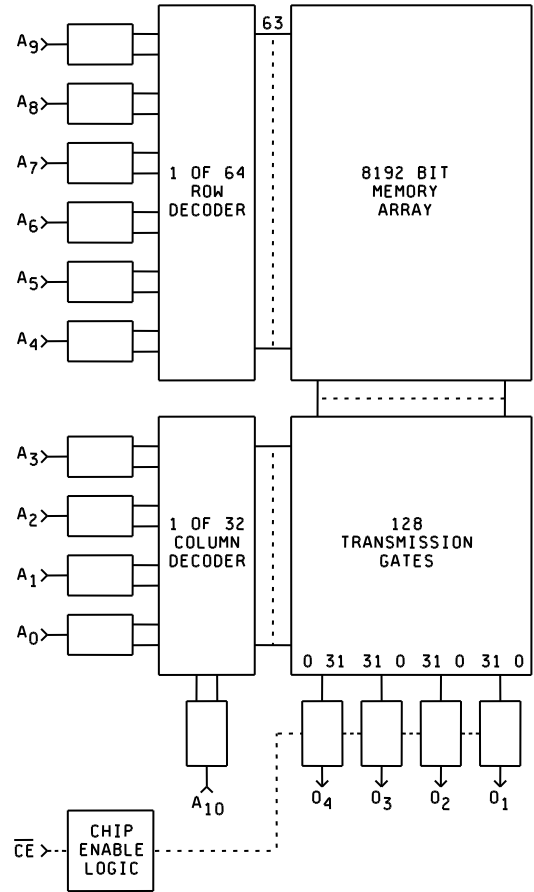 A9
63
A8
A7
1 OF 64
ROW
DECODER
8192 BIT
MEMORY
ARRAY
A6
A5
A4
A3
A2
1 OF 32
COLUMN
DECODER
128
TRANSMISSION
GATES
A1
A0
0 31 31 0 31 0 31 0
A10
O4 O3 O2 O1
CE
CHIP
ENABLE
LOGIC